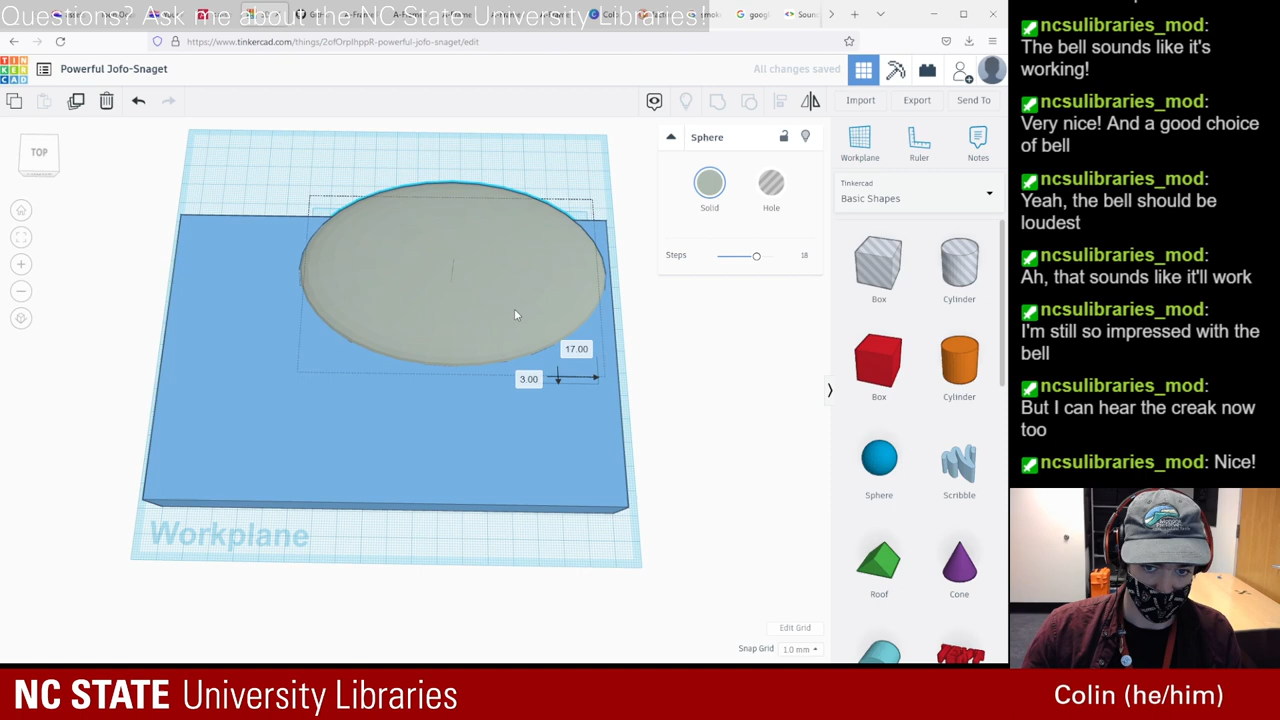 Question? Ask me about the NC State University Libraries!
https://www.tinkercad.com/things/2ofOrpIhppR-powerful-jofo-snaget/edit
TIN
KER
CAD
Powerful Jofo-Snaget
All changes saved
Import
Export
Send To
TOP
Sphere
Solid
Hole
Steps
18
Workplane
Ruler
Notes
Tinkercad
Basic Shapes
Box
Cylinder
Box
Cylinder
Sphere
Scribble
Roof
Cone
17.00
3.00
Workplane
Edit Grid
Snap Grid
1.0 mm
ncsulibraries_mod:
The bell sounds like it's
working!
ncsulibraries_mod:
Very nice! And a good choice
of bell
ncsulibraries_mod:
Yeah, the bell should be
loudest
ncsulibraries_mod:
Ah, that sounds like it'll work
ncsulibraries_mod:
I'm still so impressed with the
bell
ncsulibraries_mod:
But I can hear the creak now
too
ncsulibraries_mod: Nice!
NC STATE University Libraries
Colin (he/him)